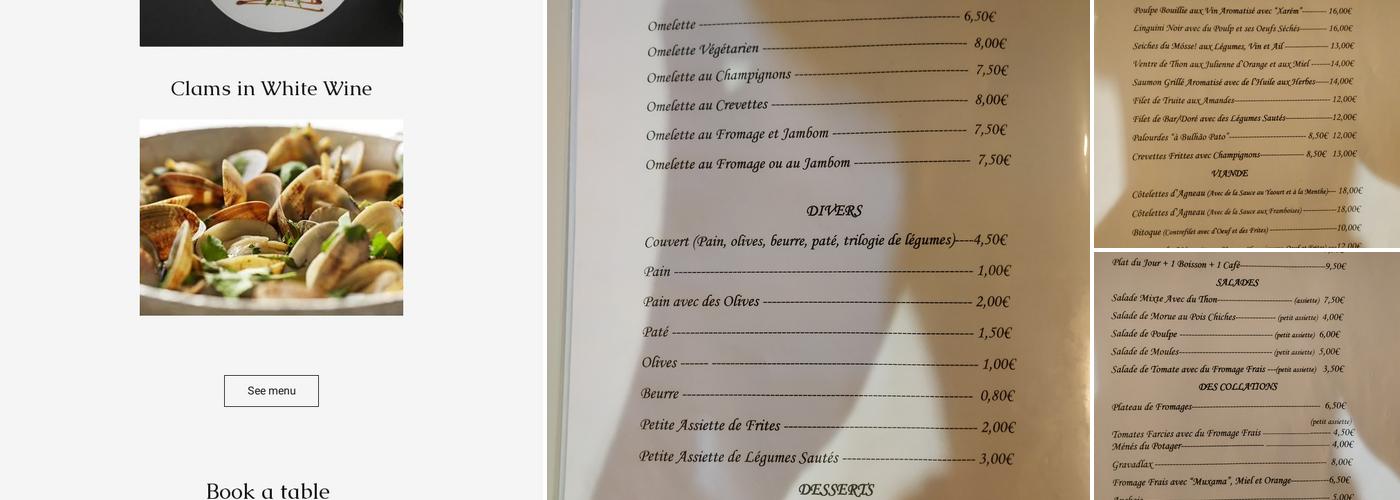 Clams in White Wine
See menu
Book a table
Omelette 6,50€
Omelette Végétarien 8,00€
Omelette au Champignons 7,50€
Omelette au Crevettes 8,00€
Omelette au Fromage et Jambom 7,50€
Omelette au Fromage ou au Jambom 7,50€
DIVERS
Couvert (Pain, olives, beurre, paté, trilogie de légumes) 4,50€
Pain 1,00€
Pain avec des Olives 2,00€
Paté 1,50€
Olives 1,00€
Beurre 0,80€
Petite Assiette de Frites 2,00€
Petite Assiette de Légumes Sautés 3,00€
DESSERTS
Poulpe Bouillie aux Vin Aromatisé avec "Xarém" 16,00€
Linguini Noir avec du Poulp et ses Oeufs Séchés 16,00€
Seiches du Mósse! aux Légumes, Vin et Ail 13,00€
Ventre de Thon aux Julienne d'Orange et aux Miel 14,00€
Saumon Grillé Aromatisé avec de l'Huile aux Herbes 14,00€
Filet de Truite aux Amandes 12,00€
Filet de Bar/Doré avec des Légumes Sautés 12,00€
Palourdes "à Bulhão Pato" 8,50€ 12,00€
Crevettes Frittes avec Champignons 8,50€ 13,00€
VIANDE
Côtelettes d'Agneau (Avec de la Sauce au Yaourt et à la Menthe) 18,00€
Côtelettes d'Agneau (Avec de la Sauce aux Framboises) 18,00€
Bitoque (Contrefilet avec d'Oeuf et des Frites) 10,00€
12,00€
Plat du Jour + 1 Boisson + 1 Café 9,50€
SALADES
Salade Mixte Avec du Thon (assiette) 7,50€
Salade de Morue au Pois Chiches (petit assiette) 4,00€
Salade de Poulpe (petit assiette) 6,00€
Salade de Moules (petit assiette) 5,00€
Salade de Tomate avec du Fromage Frais (petit assiette) 3,50€
DES COLLATIONS
Plateau de Fromages 6,50€
(petit assiette)
Tomates Farcies avec du Fromage Frais 4,50€
Ménés du Potager 4,00€
Gravadlax 8,00€
Fromage Frais avec "Muxama", Miel et Orange 6,50€
5,00€